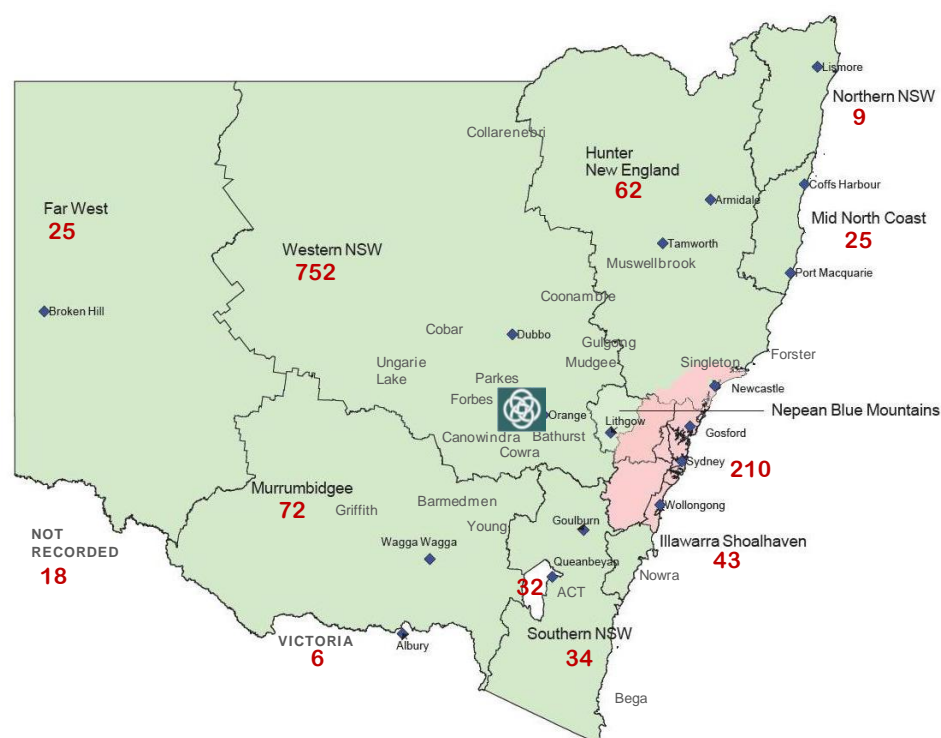 Lismore
Northern NSW
9
Collarenebri
Hunter
New England
62
Coffs Harbour
Armidale
Far West
25
Mid North Coast
25
Western NSW
752
Tamworth
Muswellbrook
Port Macquarie
Coonamble
Broken Hill
Cobar
Dubbo
Gulgong
Ungarie
Lake
Mudgee
Singleton
Forster
Parkes
Newcastle
Forbes
Orange
Lithgow
Nepean Blue Mountains
Canowindra
Bathurst
Gosford
Cowra
Sydney
210
Murrumbidgee
72
Barmedmen
Griffith
Young
Goulburn
Wollongong
NOT
RECORDED
18
Wagga Wagga
Illawarra Shoalhaven
43
Queanbeyan
32
ACT
Nowra
VICTORIA
6
Albury
Southern NSW
34
Bega